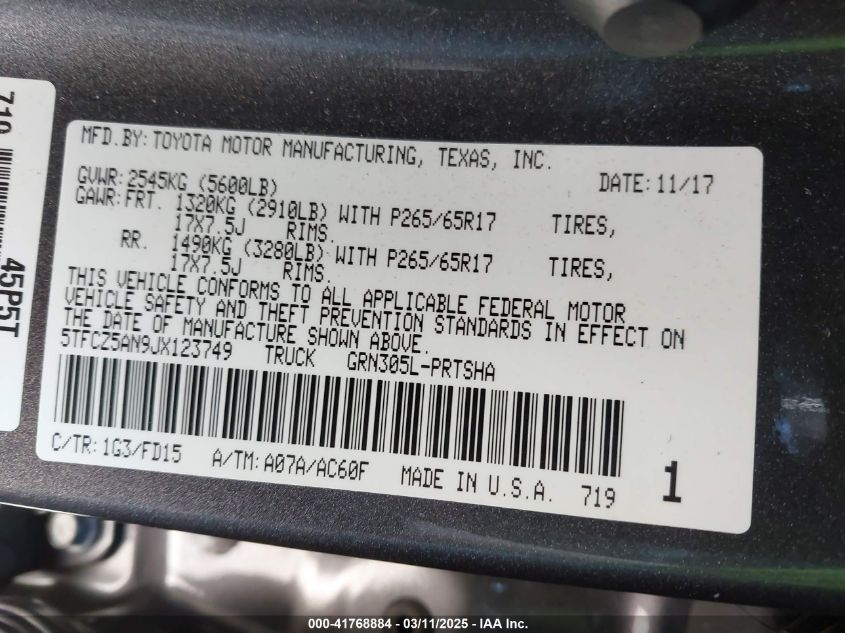 MFD.BY:TOYOTA MOTOR MANUFACTURING, TEXAS, INC.
DATE:11/17
GVWR:2545KG (5600LB)
GAWR:FRT. 1320KG (2910LB) WITH P265/65R17 TIRES,
17X7.5J RIMS.
RR. 1490KG (3280LB) WITH P265/65R17 TIRES,
17X7.5J RIMS.
THIS VEHICLE CONFORMS TO ALL APPLICABLE FEDERAL MOTOR
VEHICLE SAFETY AND THEFT PREVENTION STANDARDS IN EFFECT ON
THE DATE OF MANUFACTURE SHOWN ABOVE.
5TFCZ5AN9JX123749 TRUCK GRN305L-PRTSHA
C/TR:1G3/FD15 A/TM:A07A/AC60F MADE IN U.S.A. 719
1
719
45P5T
000-41768884 - 03/11/2025 - IAA Inc.